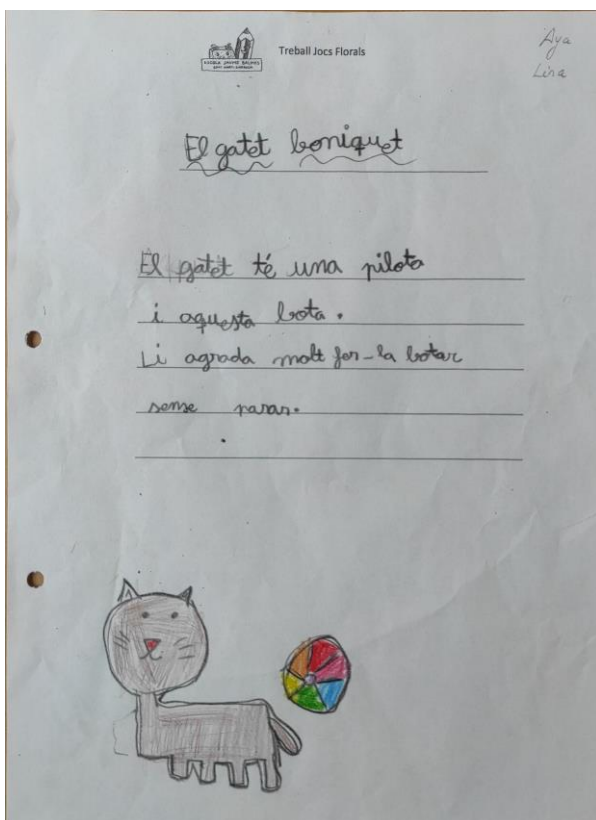 Treball Jocs Florals
Aya
Lina
El gatet boniquet
El gatet té una pilota
i aquesta bota.
Li agrada molt fer-la botar
sense parar.